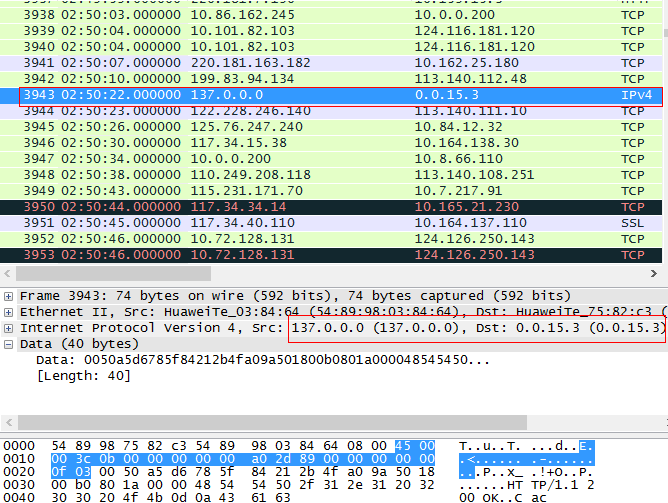 3938 02:50:03.000000 10.86.162.245 10.0.0.200 TCP
3939 02:50:04.000000 10.101.82.103 124.116.181.120 TCP
3940 02:50:04.000000 10.101.82.103 124.116.181.120 TCP
3941 02:50:07.000000 220.181.163.182 10.162.25.180 TCP
3942 02:50:10.000000 199.83.94.134 113.140.112.48 TCP
3943 02:50:22.000000 137.0.0.0 0.0.15.3 IPv4
3944 02:50:23.000000 122.228.246.140 113.140.111.10 TCP
3945 02:50:26.000000 125.76.247.240 10.84.12.32 TCP
3946 02:50:30.000000 117.34.15.38 10.164.138.30 TCP
3947 02:50:34.000000 10.0.0.200 10.8.66.110 TCP
3948 02:50:38.000000 110.249.208.118 113.140.108.251 TCP
3949 02:50:43.000000 115.231.171.70 10.7.217.91 TCP
3950 02:50:44.000000 117.34.34.14 10.165.21.230 TCP
3951 02:50:45.000000 117.34.40.110 10.164.137.110 SSL
3952 02:50:46.000000 10.72.128.131 124.126.250.143 TCP
3953 02:50:46.000000 10.72.128.131 124.126.250.143 TCP
Frame 3943: 74 bytes on wire (592 bits), 74 bytes captured (592 bits)
Ethernet II, Src: HuaweiTe_03:84:64 (54:89:98:03:84:64), Dst: HuaweiTe_75:82:c3 (
Internet Protocol Version 4, Src: 137.0.0.0 (137.0.0.0), Dst: 0.0.15.3 (0.0.15.3)
Data (40 bytes)
Data: 0050a5d6785f84212b4fa09a501800b0801a000048545450...
[Length: 40]
0000 54 89 98 75 82 c3 54 89 98 03 84 64 08 00 45 00 T..u..T. ...d..E.
0010 00 3c 0b 00 00 00 00 00 a0 2d 89 00 00 00 00 00 .<...... .-......
0020 0f 03 00 50 a5 d6 78 5f 84 21 2b 4f a0 9a 50 18 ...P..x_ .!+O..P.
0030 00 b0 80 1a 00 00 48 54 54 50 2f 31 2e 31 20 32 ......HT TP/1.1 2
0040 30 30 20 4f 4b 0d 0a 43 61 63 00 OK..C ac